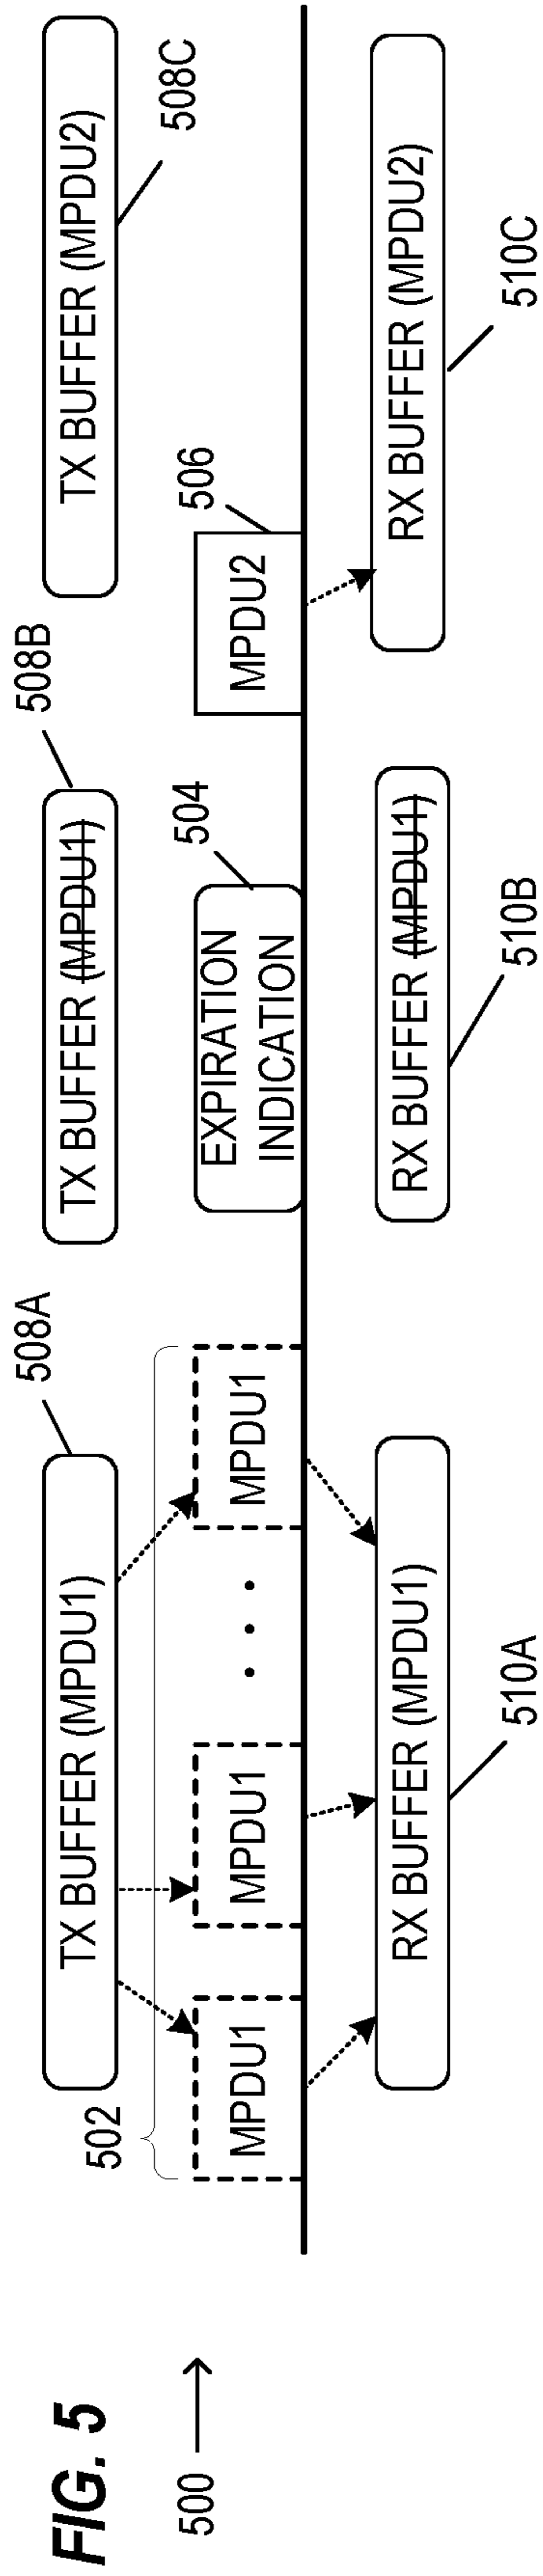 FIG. 5
500
502
508A
508B
508C
TX BUFFER (MPDU1)
TX BUFFER (MPDU1)
TX BUFFER (MPDU2)
504
506
MPDU1
MPDU1
. . .
MPDU1
EXPIRATION
INDICATION
MPDU2
RX BUFFER (MPDU1)
RX BUFFER (MPDU1)
RX BUFFER (MPDU2)
510A
510B
510C